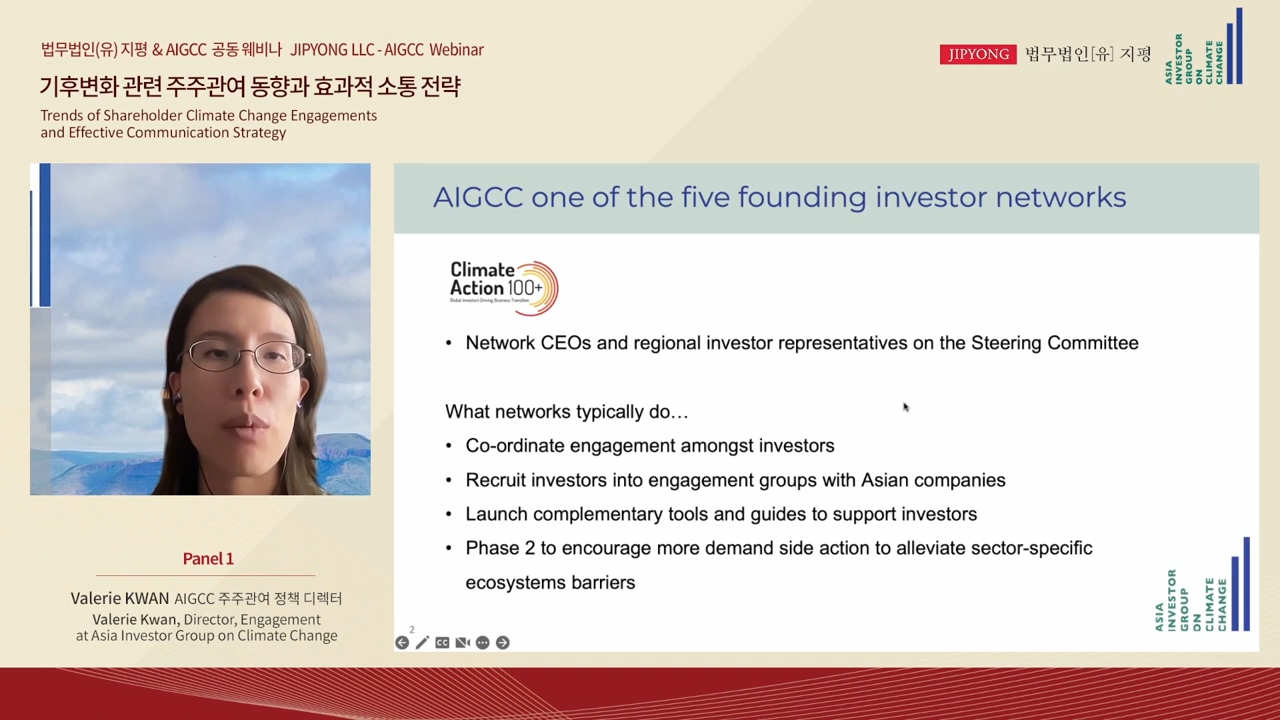 법무법인(유) 지평 & AIGCC 공동 웨비나 JIPYONG LLC - AIGCC Webinar
기후변화 관련 주주관여 동향과 효과적 소통 전략
Trends of Shareholder Climate Change Engagements
and Effective Communication Strategy
JIPYONG 법무법인[유] 지평
ASIA
INVESTOR
GROUP
ON
CLIMATE
CHANGE
AIGCC one of the five founding investor networks
Climate
Action 100+
Global Investors Driving Business Transition
• Network CEOs and regional investor representatives on the Steering Committee
What networks typically do…
• Co-ordinate engagement amongst investors
• Recruit investors into engagement groups with Asian companies
• Launch complementary tools and guides to support investors
• Phase 2 to encourage more demand side action to alleviate sector-specific
ecosystems barriers
2
CC
ASIA
INVESTOR
GROUP
ON
CLIMATE
CHANGE
Panel 1
Valerie KWAN AIGCC 주주관여 정책 디렉터
Valerie Kwan, Director, Engagement
at Asia Investor Group on Climate Change